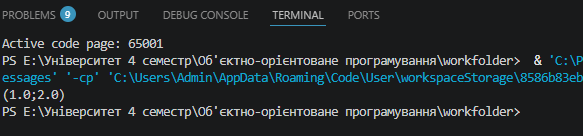 PROBLEMS 9 OUTPUT DEBUG CONSOLE TERMINAL PORTS
Active code page: 65001
PS E:\Університет 4 семестр\Об'єктно-орієнтоване програмування\workfolder>  & 'C:\P
essages' '-cp' 'C:\Users\Admin\AppData\Roaming\Code\User\workspaceStorage\8586b83eb
(1.0;2.0)
PS E:\Університет 4 семестр\Об'єктно-орієнтоване програмування\workfolder>